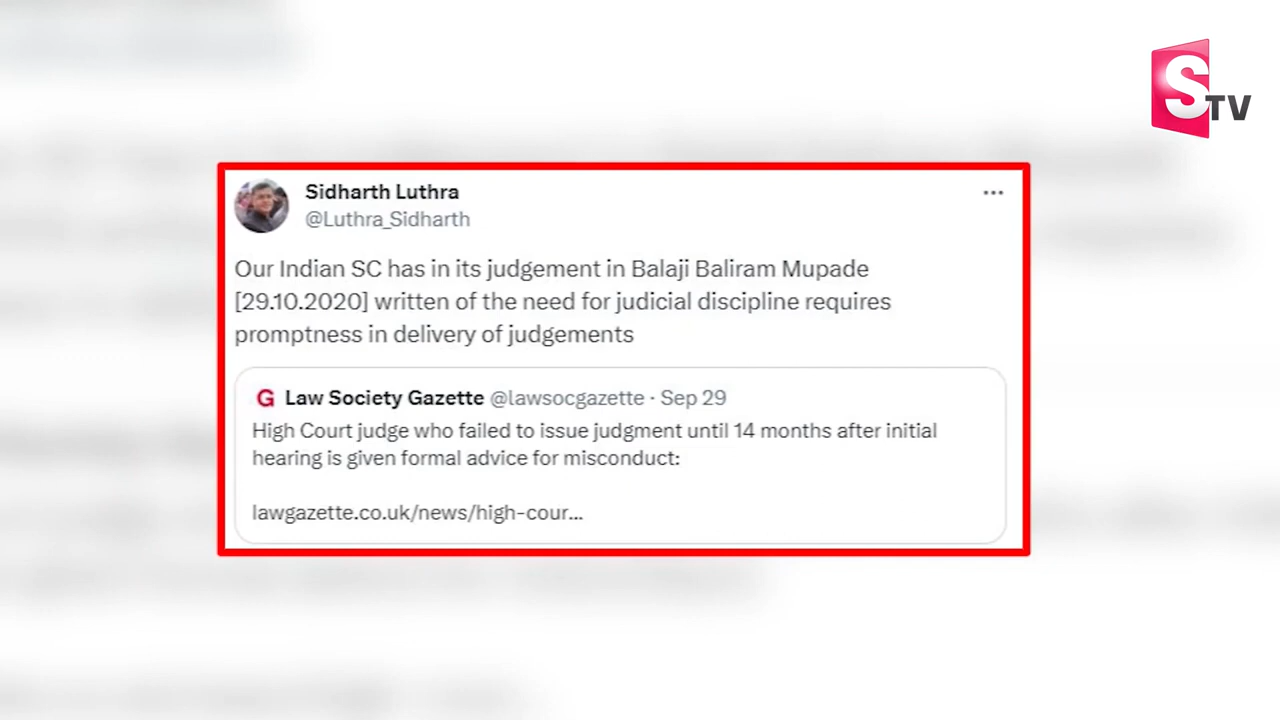 S TV
Sidharth Luthra
@Luthra_Sidharth
Our Indian SC has in its judgement in Balaji Baliram Mupade
[29.10.2020] written of the need for judicial discipline requires
promptness in delivery of judgements
G Law Society Gazette @lawsocgazette · Sep 29
High Court judge who failed to issue judgment until 14 months after initial
hearing is given formal advice for misconduct:
lawgazette.co.uk/news/high-cour...